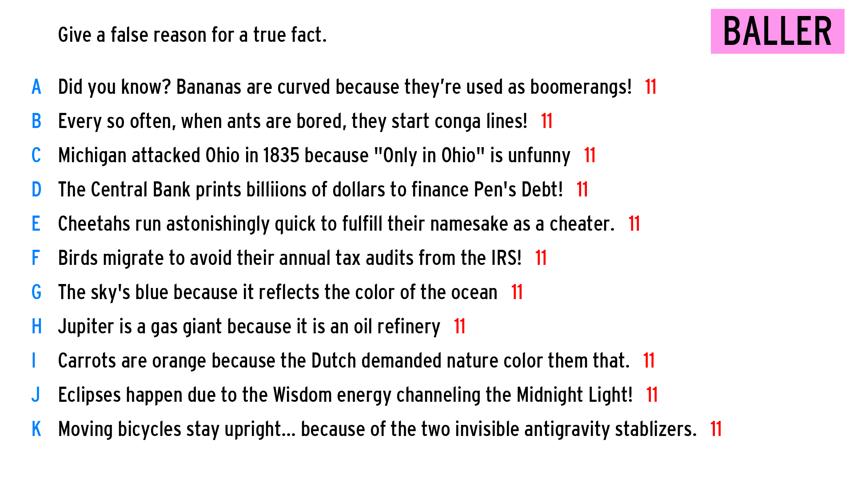 Give a false reason for a true fact.
BALLER
A Did you know? Bananas are curved because they're used as boomerangs! 11
B Every so often, when ants are bored, they start conga lines! 11
C Michigan attacked Ohio in 1835 because "Only in Ohio" is unfunny 11
D The Central Bank prints billiions of dollars to finance Pen's Debt! 11
E Cheetahs run astonishingly quick to fulfill their namesake as a cheater. 11
F Birds migrate to avoid their annual tax audits from the IRS! 11
G The sky's blue because it reflects the color of the ocean 11
H Jupiter is a gas giant because it is an oil refinery 11
I Carrots are orange because the Dutch demanded nature color them that. 11
J Eclipses happen due to the Wisdom energy channeling the Midnight Light! 11
K Moving bicycles stay upright... because of the two invisible antigravity stablizers. 11